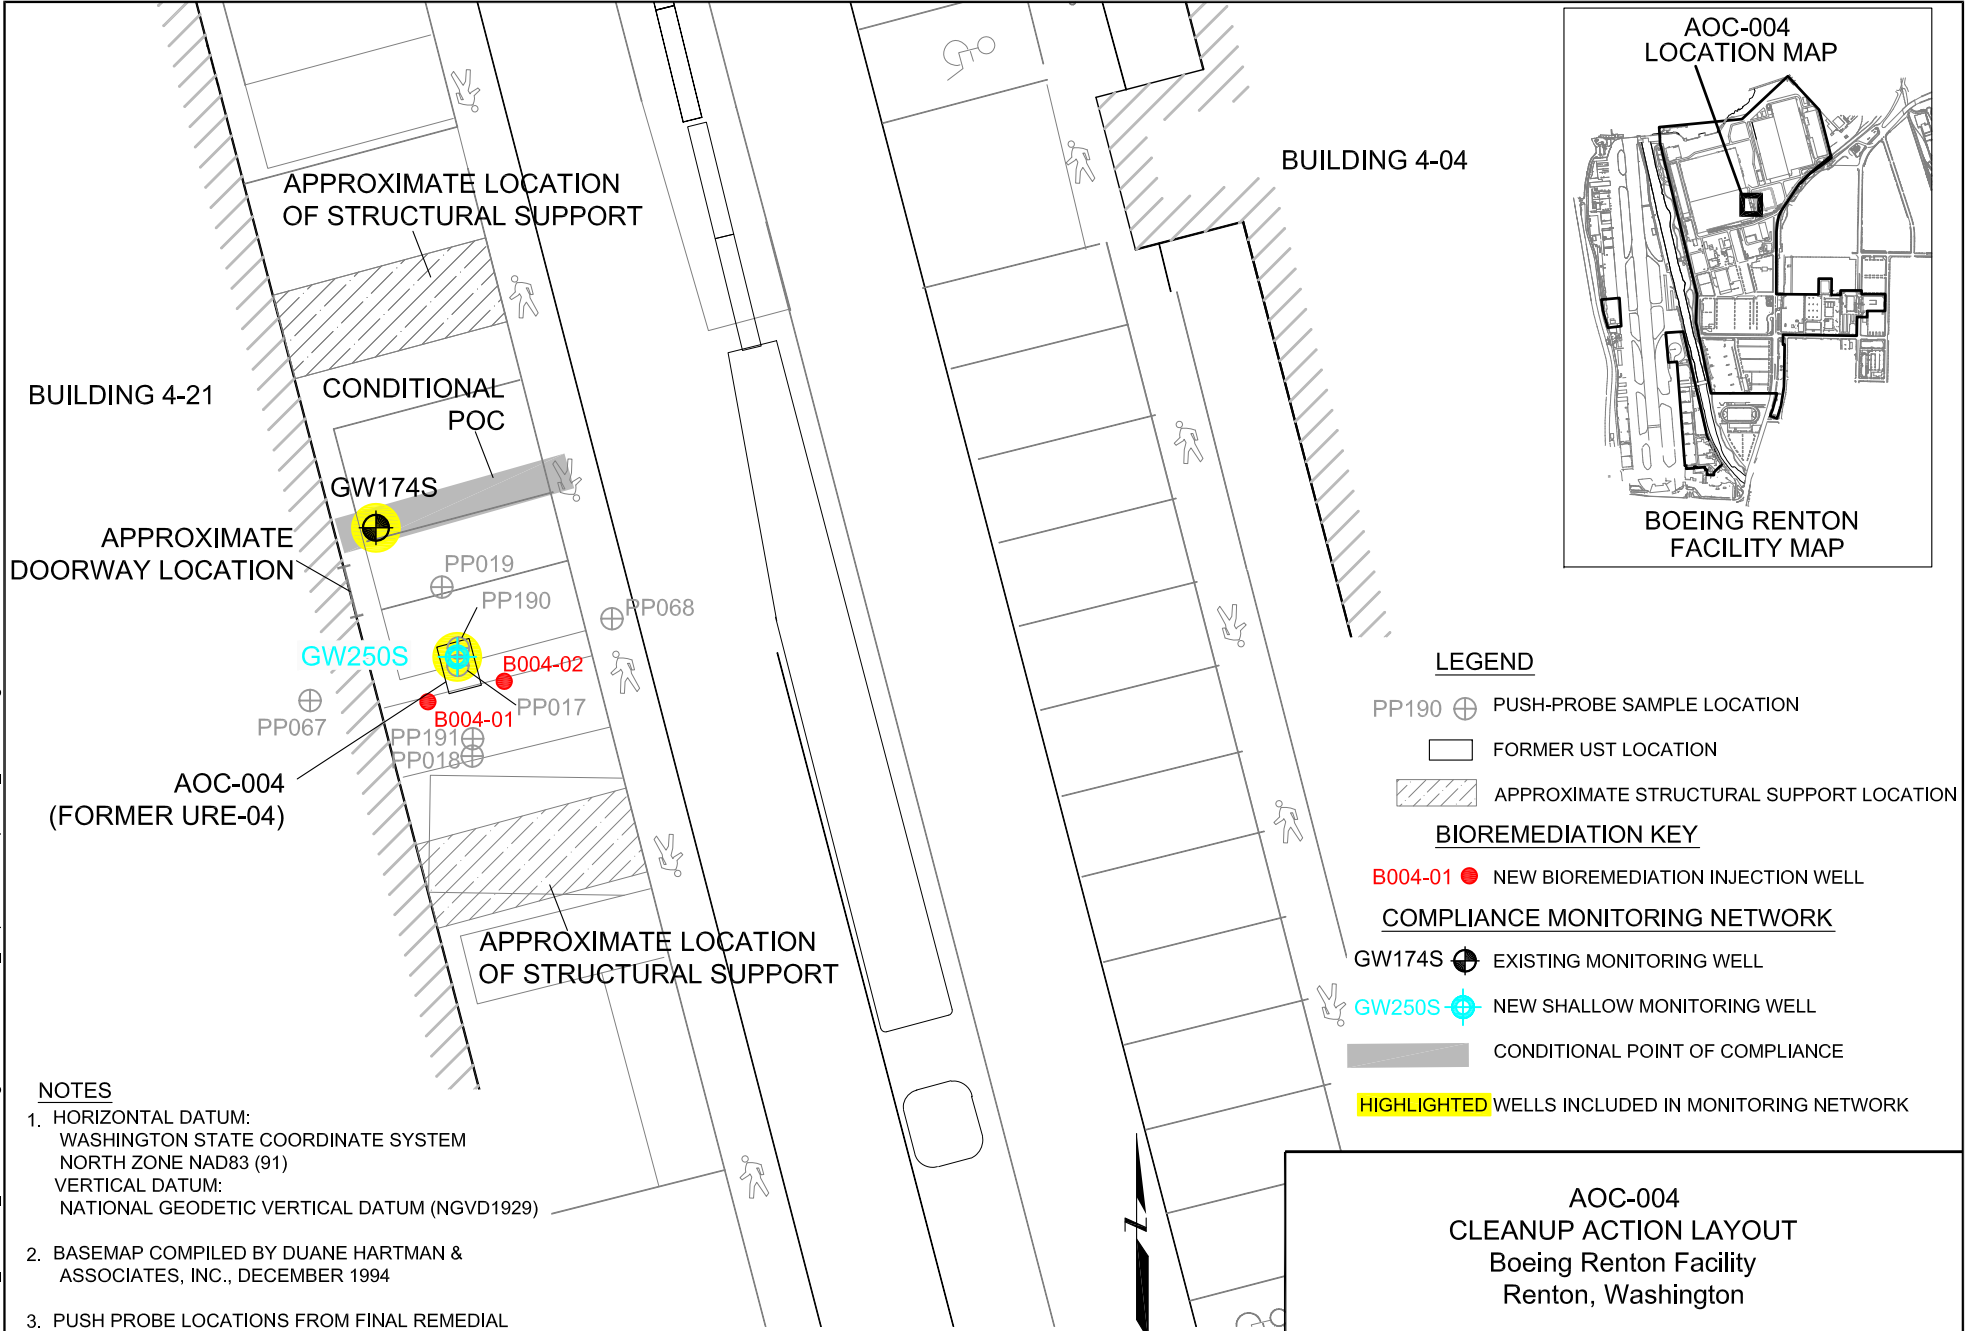 AOC-004
LOCATION MAP
BUILDING 4-04
APPROXIMATE LOCATION
OF STRUCTURAL SUPPORT
BUILDING 4-21
CONDITIONAL
POC
GW174S
APPROXIMATE
DOORWAY LOCATION
PP019
PP190
PP068
GW250S
B004-02
PP017
B004-01
PP067
PP191
PP018
AOC-004
(FORMER URE-04)
APPROXIMATE LOCATION
OF STRUCTURAL SUPPORT
BOEING RENTON
FACILITY MAP
LEGEND
PP190 PUSH-PROBE SAMPLE LOCATION
FORMER UST LOCATION
APPROXIMATE STRUCTURAL SUPPORT LOCATION
BIOREMEDIATION KEY
B004-01 NEW BIOREMEDIATION INJECTION WELL
COMPLIANCE MONITORING NETWORK
GW174S EXISTING MONITORING WELL
GW250S NEW SHALLOW MONITORING WELL
CONDITIONAL POINT OF COMPLIANCE
HIGHLIGHTED WELLS INCLUDED IN MONITORING NETWORK
NOTES
1. HORIZONTAL DATUM:
WASHINGTON STATE COORDINATE SYSTEM
NORTH ZONE NAD83 (91)
VERTICAL DATUM:
NATIONAL GEODETIC VERTICAL DATUM (NGVD1929)
2. BASEMAP COMPILED BY DUANE HARTMAN &
ASSOCIATES, INC., DECEMBER 1994
3. PUSH PROBE LOCATIONS FROM FINAL REMEDIAL
Z
AOC-004
CLEANUP ACTION LAYOUT
Boeing Renton Facility
Renton, Washington